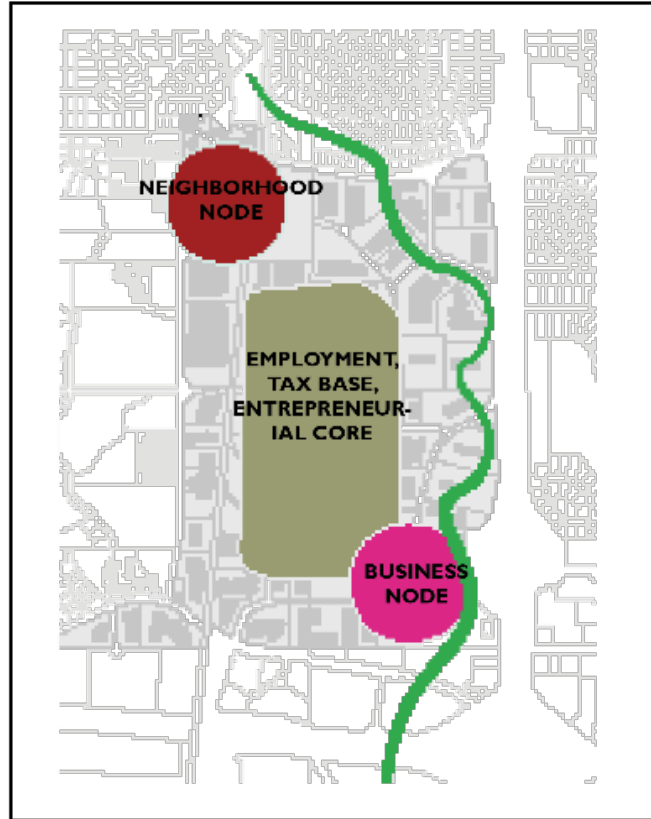 NEIGHBORHOOD
NODE
EMPLOYMENT,
TAX BASE,
ENTREPRENEUR-
IAL CORE
BUSINESS
NODE